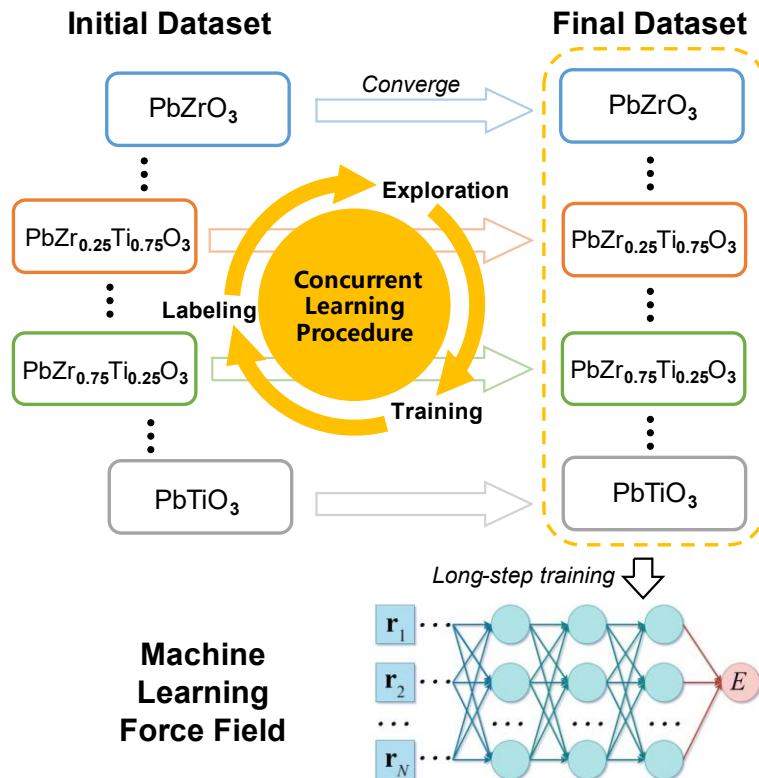 Initial Dataset
Final Dataset
PbZrO₃
Converge
PbZrO₃
Exploration
PbZr₀.₂₅Ti₀.₇₅O₃
PbZr₀.₂₅Ti₀.₇₅O₃
Concurrent
Learning
Procedure
Labeling
PbZr₀.₇₅Ti₀.₂₅O₃
PbZr₀.₇₅Ti₀.₂₅O₃
Training
PbTiO₃
PbTiO₃
Long-step training
Machine
Learning
Force Field
r₁ ...
r₂ ...
E
... ... ... ...
r_N ...